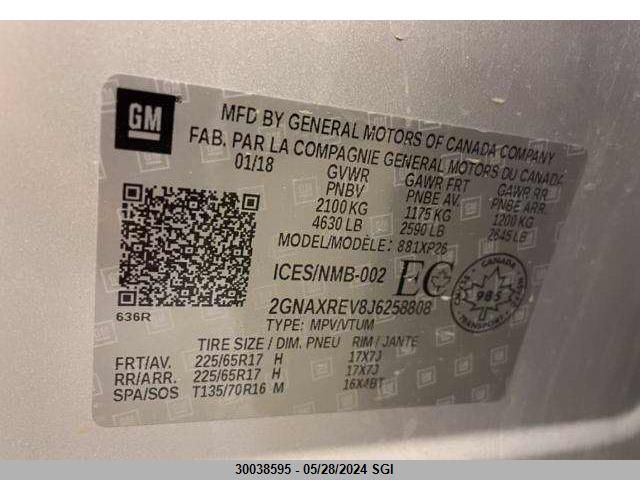 GM
MFD BY GENERAL MOTORS OF CANADA COMPANY
FAB. PAR LA COMPAGNIE GENERAL MOTORS DU CANADA
01/18 GVWR GAWR FRT GAWR RR
PNBV PNBE AV. PNBE ARR.
2100 KG 1175 KG 1200 KG
4630 LB 2590 LB 2645 LB
MODEL/MODÈLE: 881XP26
ICES/NMB-002 EC
CANADA
985
TRANSPORT
2GNAXREV8J6258808
636R
TYPE: MPV/VTUM
TIRE SIZE / DIM. PNEU RIM / JANTE
FRT/AV. 225/65R17 H 17X7J
RR/ARR. 225/65R17 H 17X7J
SPA/SOS T135/70R16 M 16X4BT
30038595 - 05/28/2024 SGI